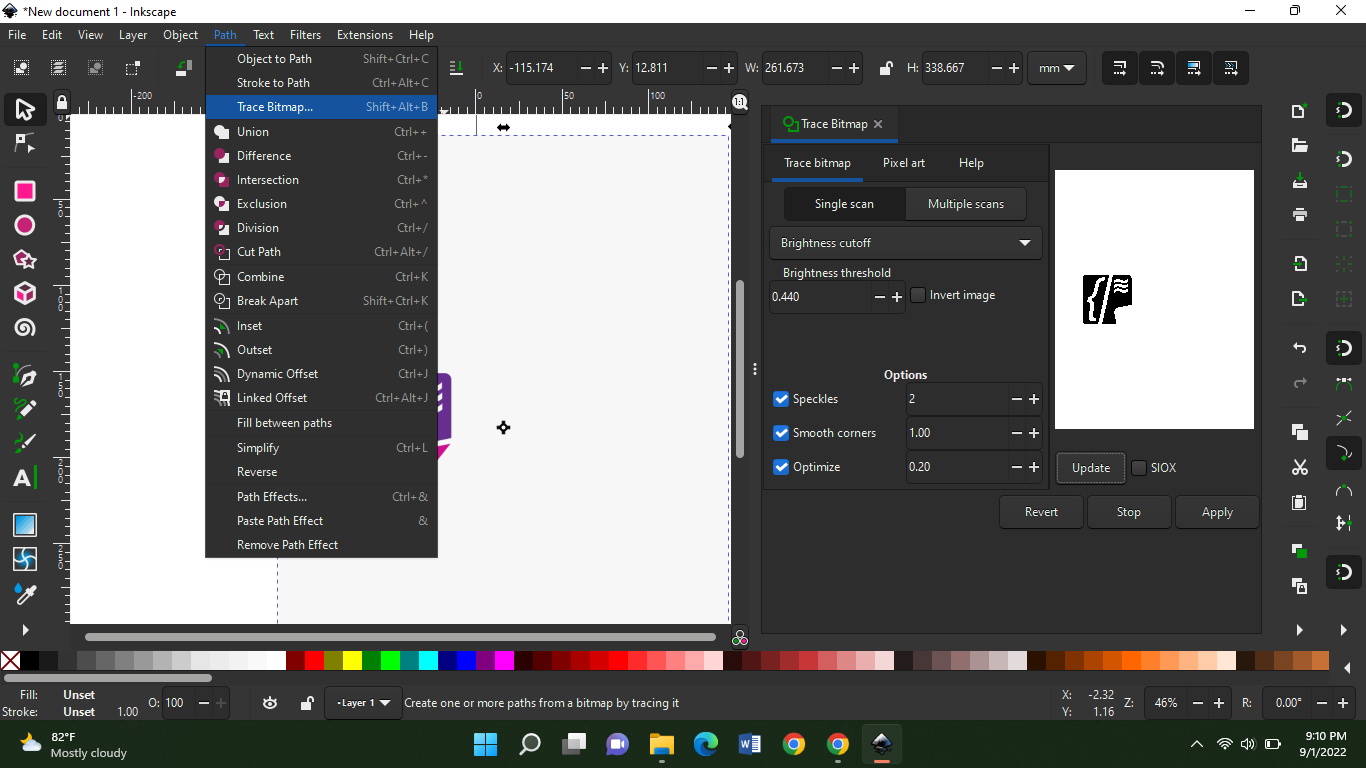 *New document 1 - Inkscape
File Edit View Layer Object Path Text Filters Extensions Help
X: -115.174 Y: 12.811 W: 261.673 H: 338.667 mm
Object to Path Shift+Ctrl+C
Stroke to Path Ctrl+Alt+C
Trace Bitmap... Shift+Alt+B
Union Ctrl++
Difference Ctrl+-
Intersection Ctrl+*
Exclusion Ctrl+^
Division Ctrl+/
Cut Path Ctrl+Alt+/
Combine Ctrl+K
Break Apart Shift+Ctrl+K
Inset Ctrl+(
Outset Ctrl+)
Dynamic Offset Ctrl+J
Linked Offset Ctrl+Alt+J
Fill between paths
Simplify Ctrl+L
Reverse
Path Effects... Ctrl+&
Paste Path Effect &
Remove Path Effect
-200 0 50 100
0
50
100
150
200
250
1:1
Trace Bitmap
Trace bitmap Pixel art Help
Single scan Multiple scans
Brightness cutoff
Brightness threshold
0.440 Invert image
Options
Speckles 2
Smooth corners 1.00
Optimize 0.20
Update SIOX
Revert Stop Apply
A
Fill: Unset
Stroke: Unset 1.00 O: 100
-Layer 1 Create one or more paths from a bitmap by tracing it
X: -2.32
Y: 1.16
Z: 46% R: 0.00°
82°F
Mostly cloudy
W
9:10 PM
9/1/2022